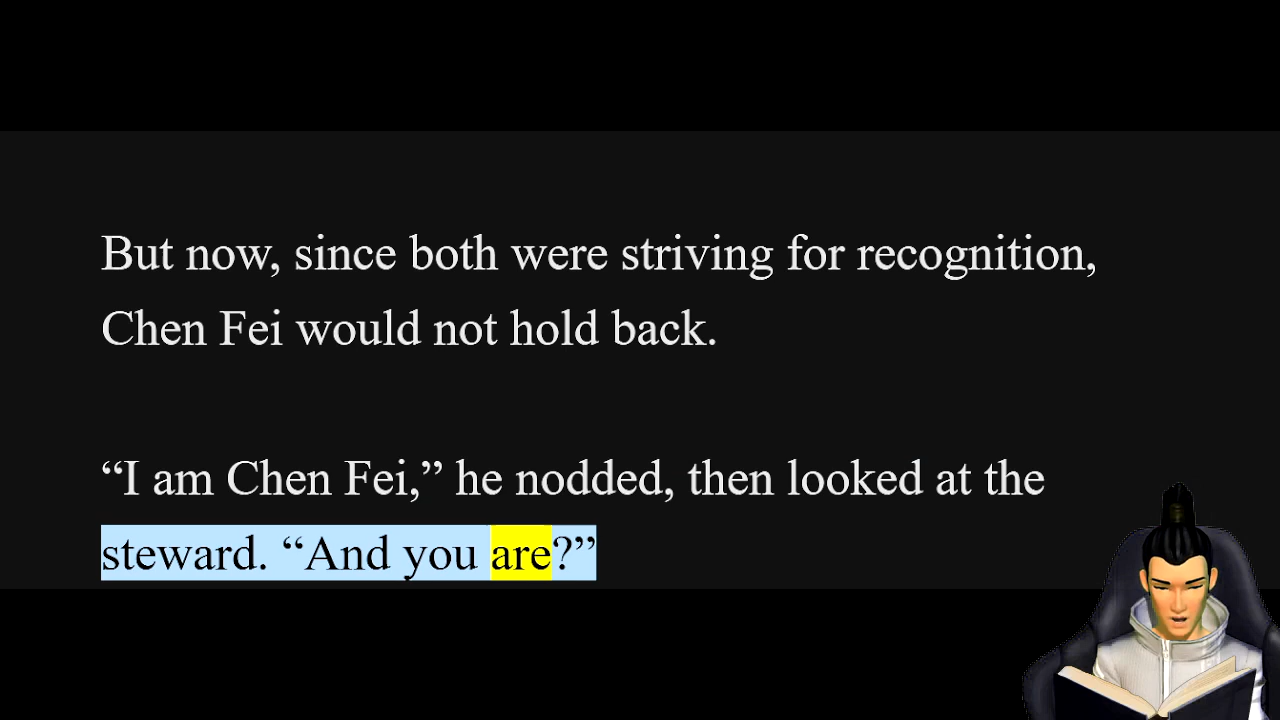 But now, since both were striving for recognition,
Chen Fei would not hold back.
“I am Chen Fei,” he nodded, then looked at the
steward. “And you are?”